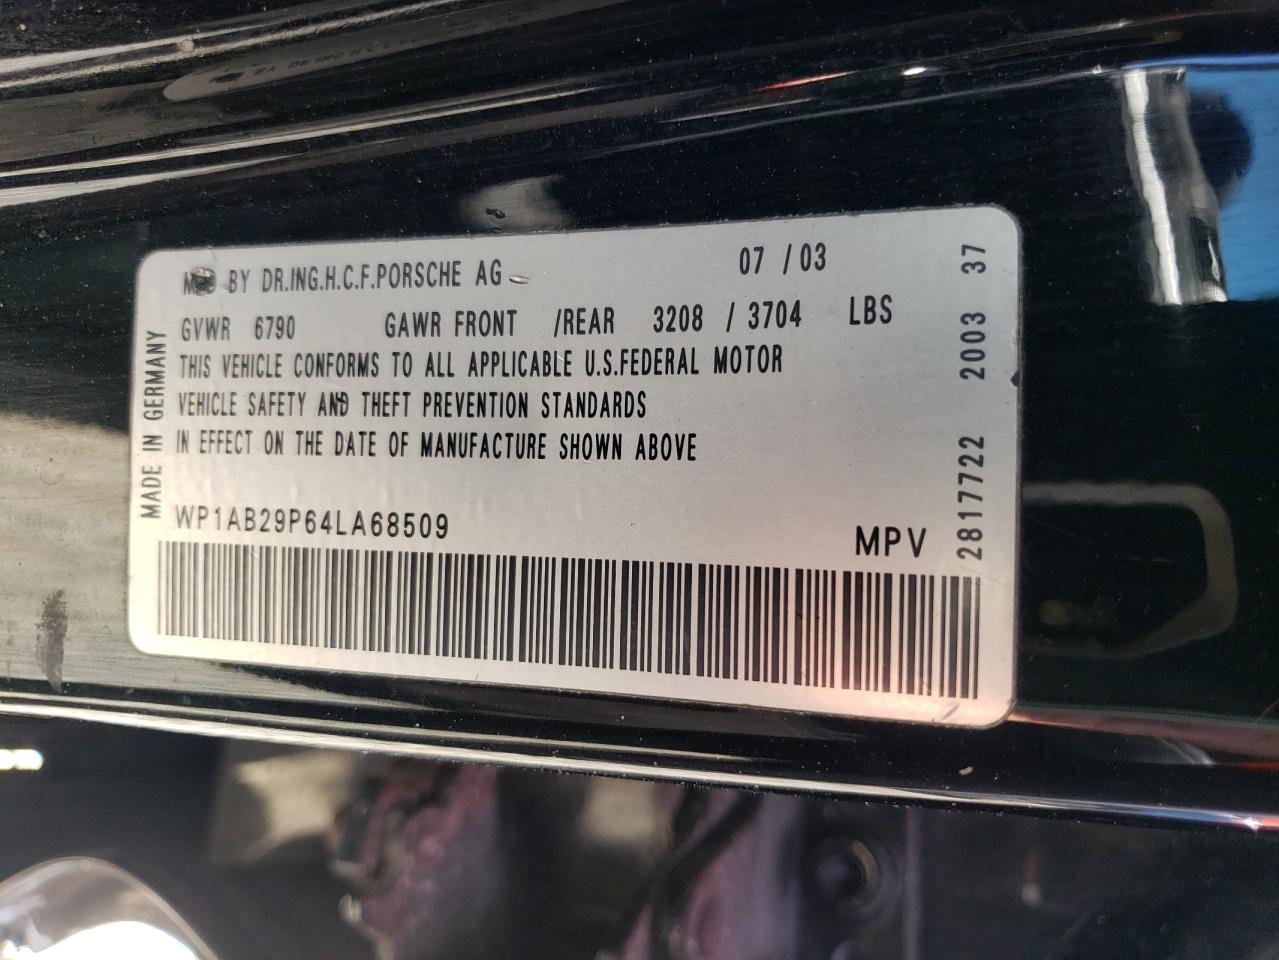 BY DR.ING.H.C.F.PORSCHE AG 07 / 03
GVWR 6790 GAWR FRONT /REAR 3208 / 3704 LBS
THIS VEHICLE CONFORMS TO ALL APPLICABLE U.S.FEDERAL MOTOR
VEHICLE SAFETY AND THEFT PREVENTION STANDARDS
IN EFFECT ON THE DATE OF MANUFACTURE SHOWN ABOVE
WP1AB29P64LA68509
MPV
MADE IN GERMANY
2817722 2003 37